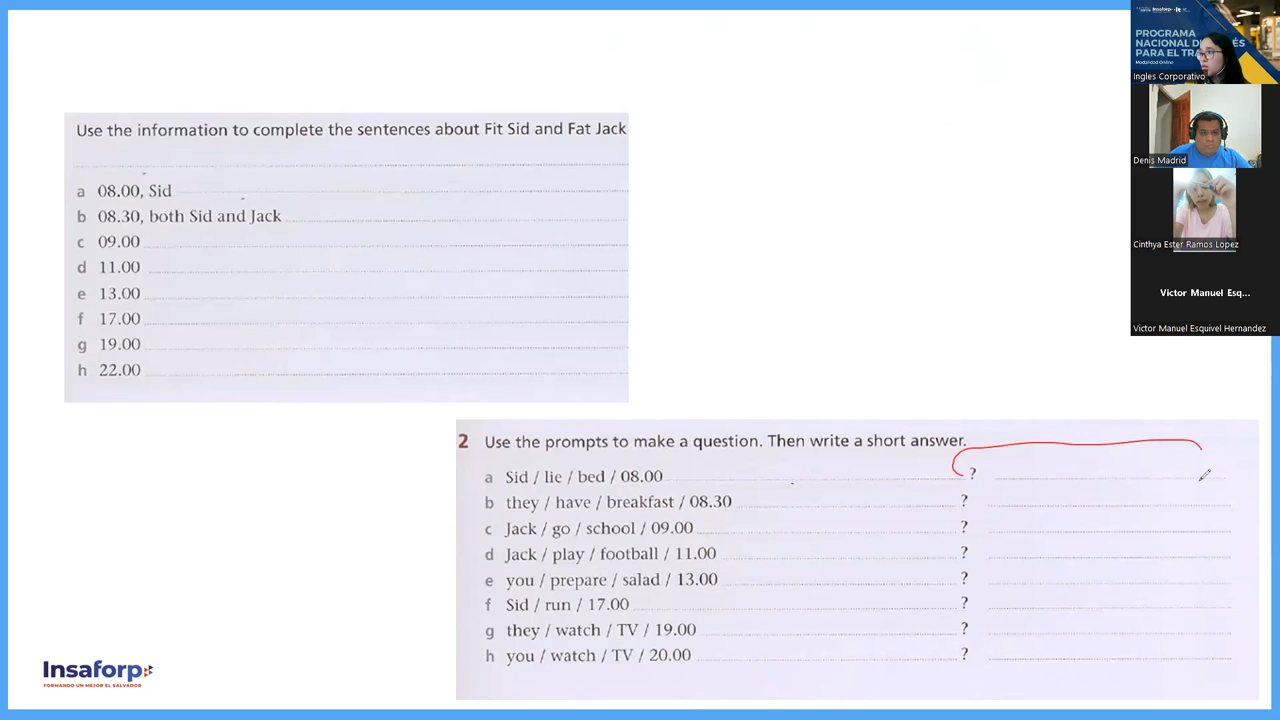 Use the information to complete the sentences about Fit Sid and Fat Jack
a 08.00, Sid
b 08.30, both Sid and Jack
c 09.00
d 11.00
e 13.00
f 17.00
g 19.00
h 22.00
2 Use the prompts to make a question. Then write a short answer.
a Sid / lie / bed / 08.00 ?
b they / have / breakfast / 08.30 ?
c Jack / go / school / 09.00 ?
d Jack / play / football / 11.00 ?
e you / prepare / salad / 13.00 ?
f Sid / run / 17.00 ?
g they / watch / TV / 19.00 ?
h you / watch / TV / 20.00 ?
Insaforp
FORMANDO UN MEJOR EL SALVADOR
Insaforp
PROGRAMA
NACIONAL D ÉS
PARA EL TRA
Modalidad Online
Ingles Corporativo
Denis Madrid
Cinthya Ester Ramos Lopez
Victor Manuel Esq...
Victor Manuel Esquivel Hernandez